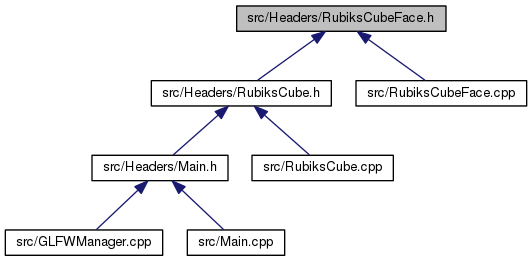 src/Headers/RubiksCubeFace.h
src/Headers/RubiksCube.h
src/RubiksCubeFace.cpp
src/Headers/Main.h
src/RubiksCube.cpp
src/GLFWManager.cpp
src/Main.cpp